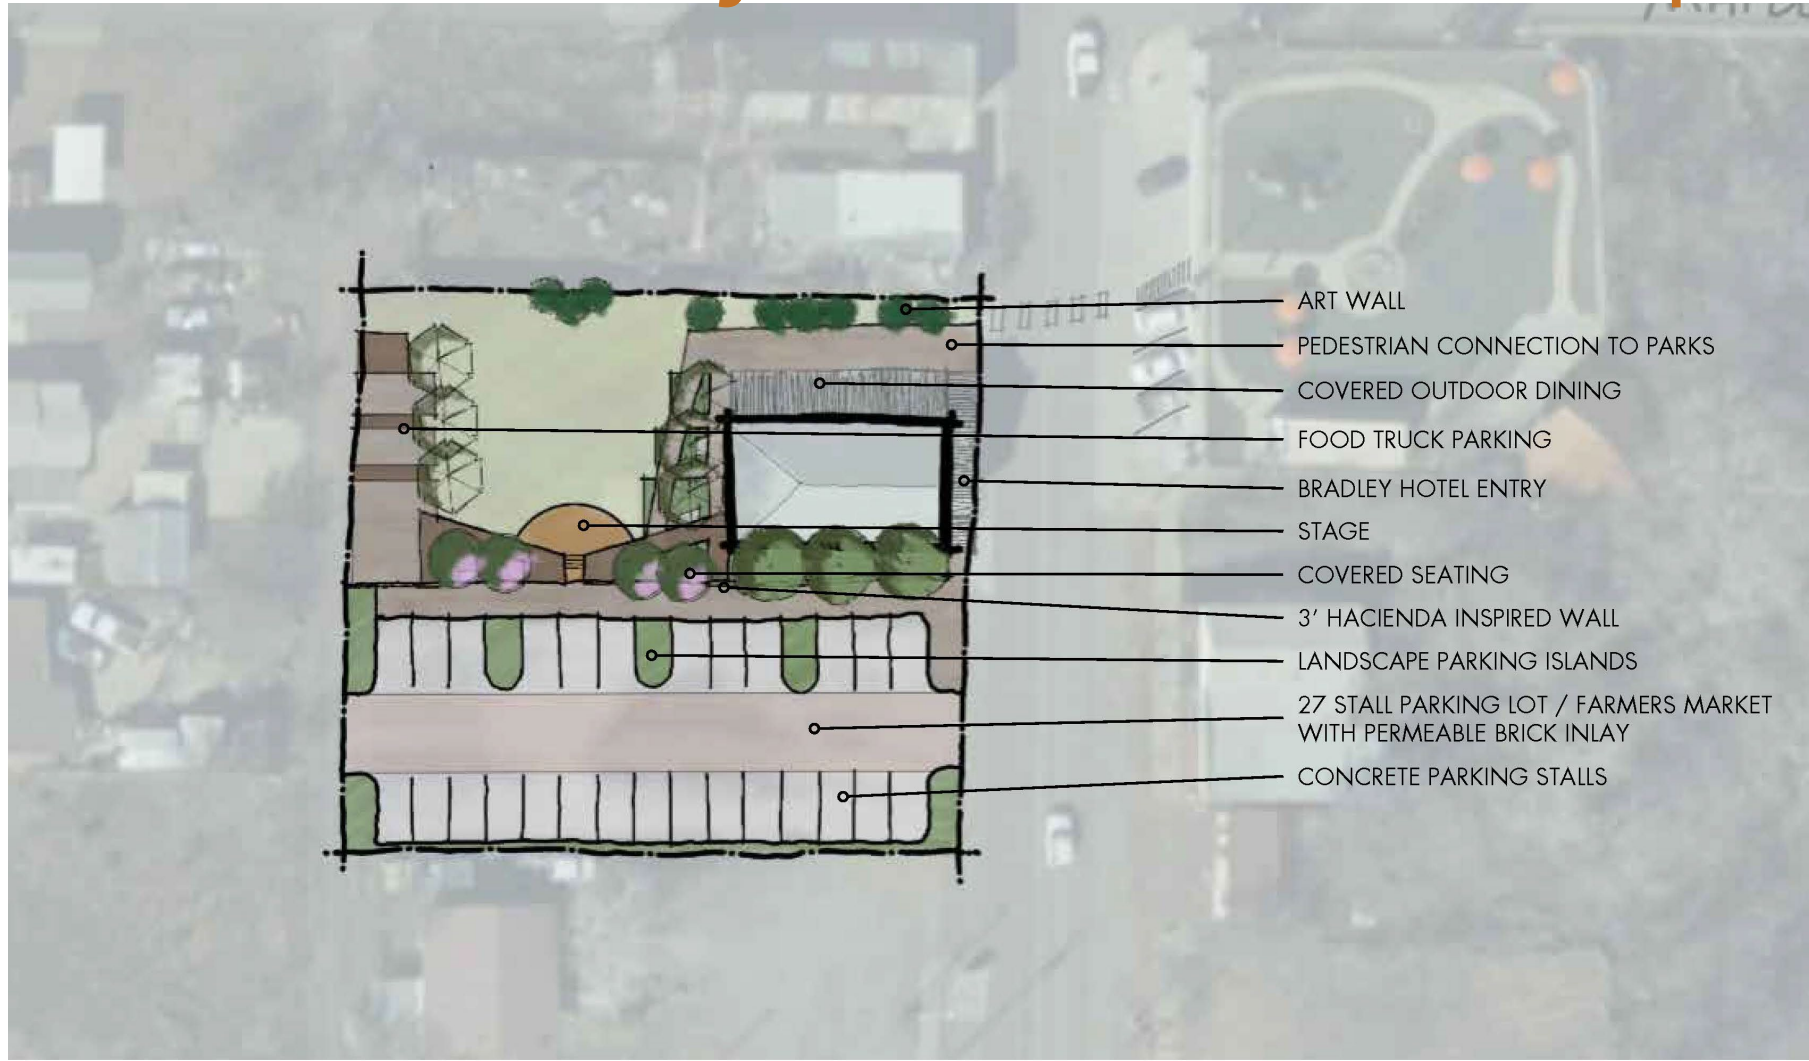 ART WALL
PEDESTRIAN CONNECTION TO PARKS
COVERED OUTDOOR DINING
FOOD TRUCK PARKING
BRADLEY HOTEL ENTRY
STAGE
COVERED SEATING
3' HACIENDA INSPIRED WALL
LANDSCAPE PARKING ISLANDS
27 STALL PARKING LOT / FARMERS MARKET
WITH PERMEABLE BRICK INLAY
CONCRETE PARKING STALLS